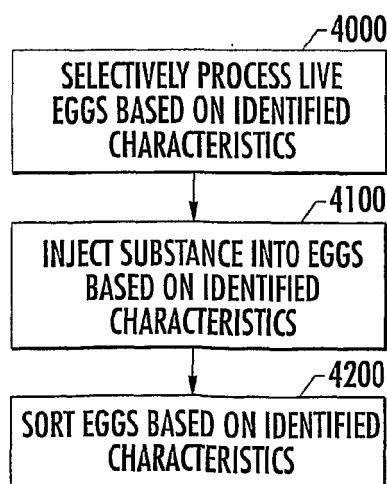 4000
SELECTIVELY PROCESS LIVE
EGGS BASED ON IDENTIFIED
CHARACTERISTICS
4100
INJECT SUBSTANCE INTO EGGS
BASED ON IDENTIFIED
CHARACTERISTICS
4200
SORT EGGS BASED ON IDENTIFIED
CHARACTERISTICS